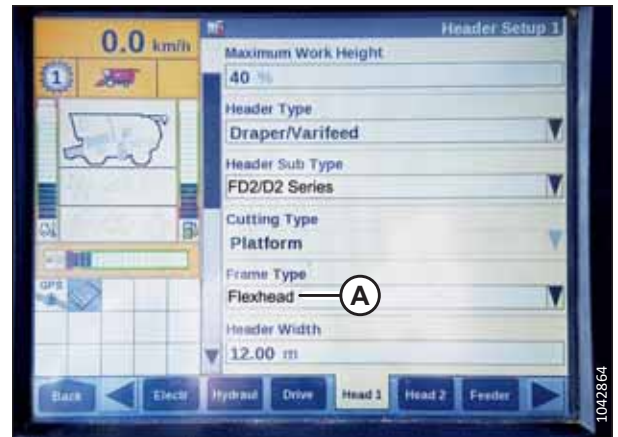 0.0 km/h
Header Setup 1
1
Maximum Work Height
40 %
Header Type
Draper/Varifeed
Header Sub Type
FD2/D2 Series
Cutting Type
Platform
Frame Type
Flexhead
A
Header Width
12.00 m
GPS
Back
Electr
Hydraul
Drive
Head 1
Head 2
Feeder
1042864